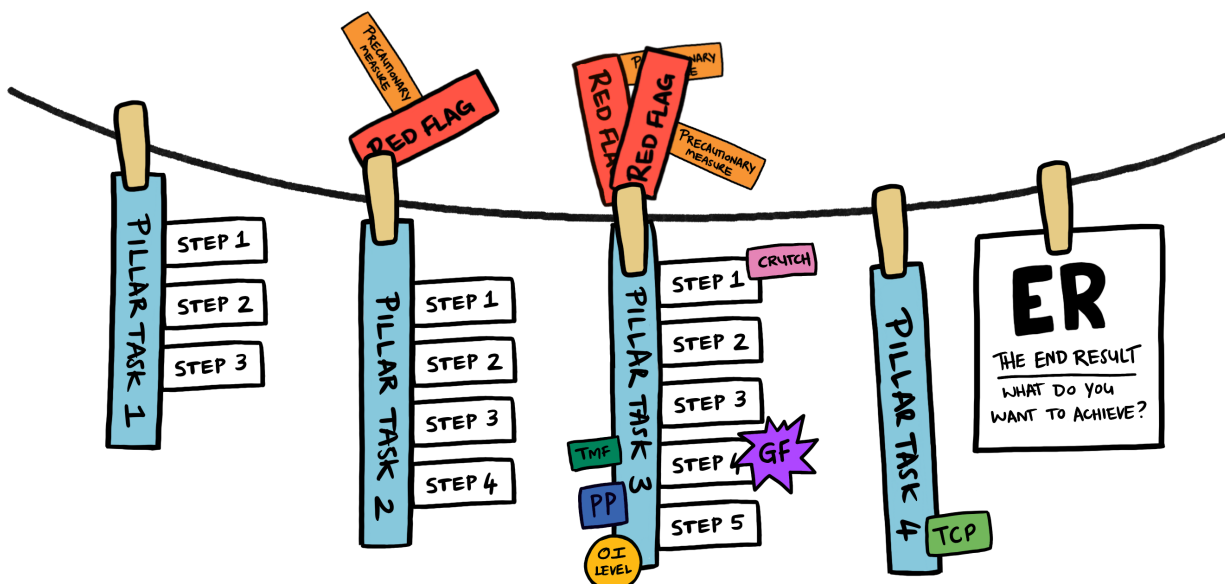 PILLAR TASK 1
STEP 1
STEP 2
STEP 3
PRECAUTIONARY
MEASURE
RED FLAG
PILLAR TASK 2
STEP 1
STEP 2
STEP 3
STEP 4
RED FLA
RED FLAG
P NARY
E
PRECAUTIONARY
MEASURE
PILLAR TASK 3
STEP 1
CRUTCH
STEP 2
STEP 3
STEP 4
GF
STEP 5
TMF
PP
OI
LEVEL
PILLAR TASK 4
TCP
ER
THE END RESULT
WHAT DO YOU
WANT TO ACHIEVE?